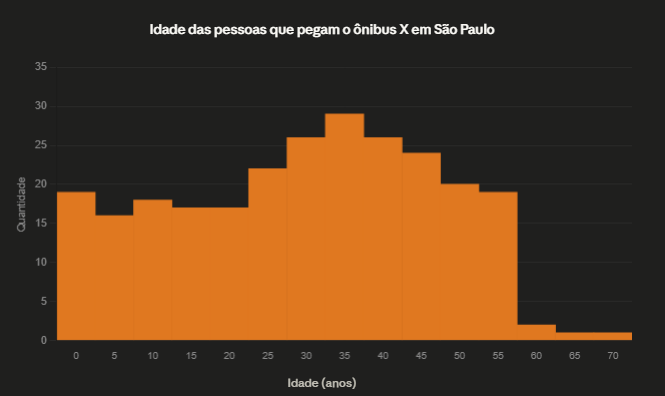 Idade das pessoas que pegam o ônibus X em São Paulo
35
30
25
20
15
10
5
0
Quantidade
0 5 10 15 20 25 30 35 40 45 50 55 60 65 70
Idade (anos)